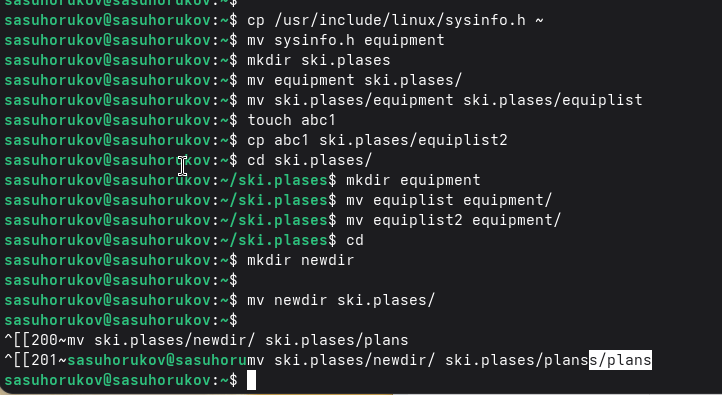 sasuhorukov@sasuhorukov:~$
sasuhorukov@sasuhorukov:~$ cp /usr/include/linux/sysinfo.h ~
sasuhorukov@sasuhorukov:~$ mv sysinfo.h equipment
sasuhorukov@sasuhorukov:~$ mkdir ski.plases
sasuhorukov@sasuhorukov:~$ mv equipment ski.plases/
sasuhorukov@sasuhorukov:~$ mv ski.plases/equipment ski.plases/equiplist
sasuhorukov@sasuhorukov:~$ touch abc1
sasuhorukov@sasuhorukov:~$ cp abc1 ski.plases/equiplist2
sasuhorukov@sasuhorukov:~$ cd ski.plases/
sasuhorukov@sasuhorukov:~/ski.plases$ mkdir equipment
sasuhorukov@sasuhorukov:~/ski.plases$ mv equiplist equipment/
sasuhorukov@sasuhorukov:~/ski.plases$ mv equiplist2 equipment/
sasuhorukov@sasuhorukov:~/ski.plases$ cd
sasuhorukov@sasuhorukov:~$ mkdir newdir
sasuhorukov@sasuhorukov:~$
sasuhorukov@sasuhorukov:~$ mv newdir ski.plases/
sasuhorukov@sasuhorukov:~$
^[[200~mv ski.plases/newdir/ ski.plases/plans
^[[201~sasuhorukov@sasuhorumv ski.plases/newdir/ ski.plases/planss/plans
sasuhorukov@sasuhorukov:~$